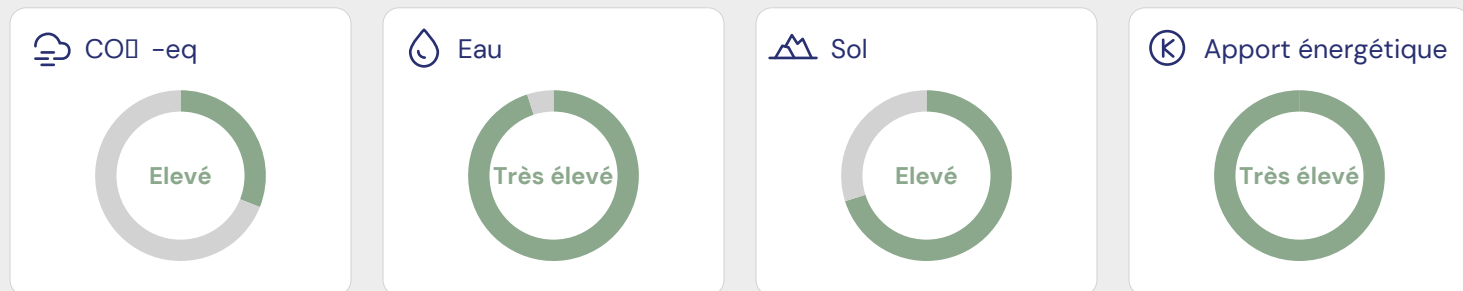 CO▯ -eq
Eau
Sol
Apport énergétique
Elevé
Très élevé
Elevé
Très élevé